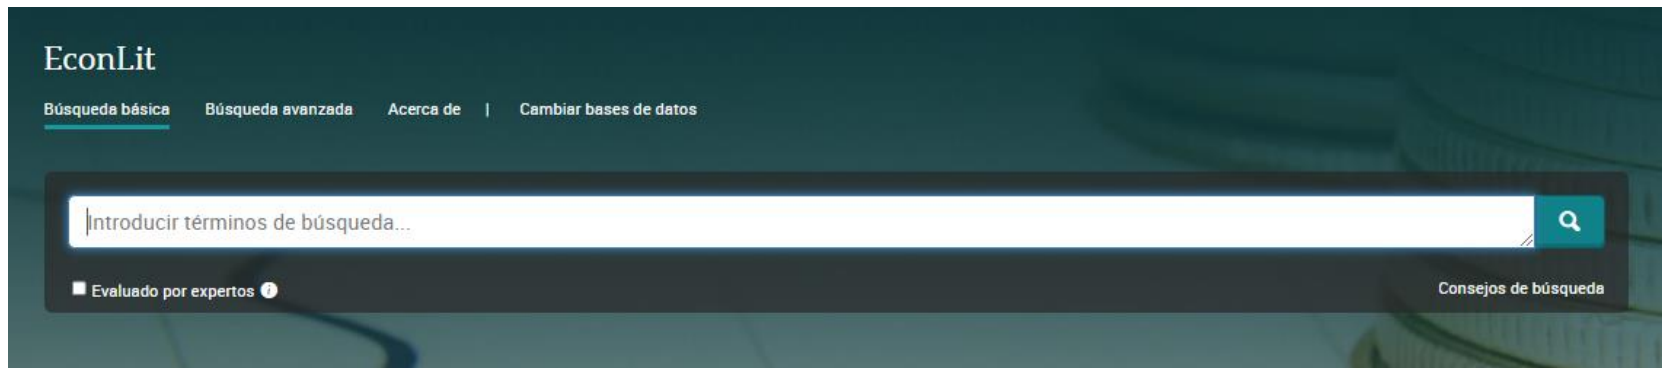 EconLit
Búsqueda básica Búsqueda avanzada Acerca de | Cambiar bases de datos
Introducir términos de búsqueda...
Evaluado por expertos i Consejos de búsqueda